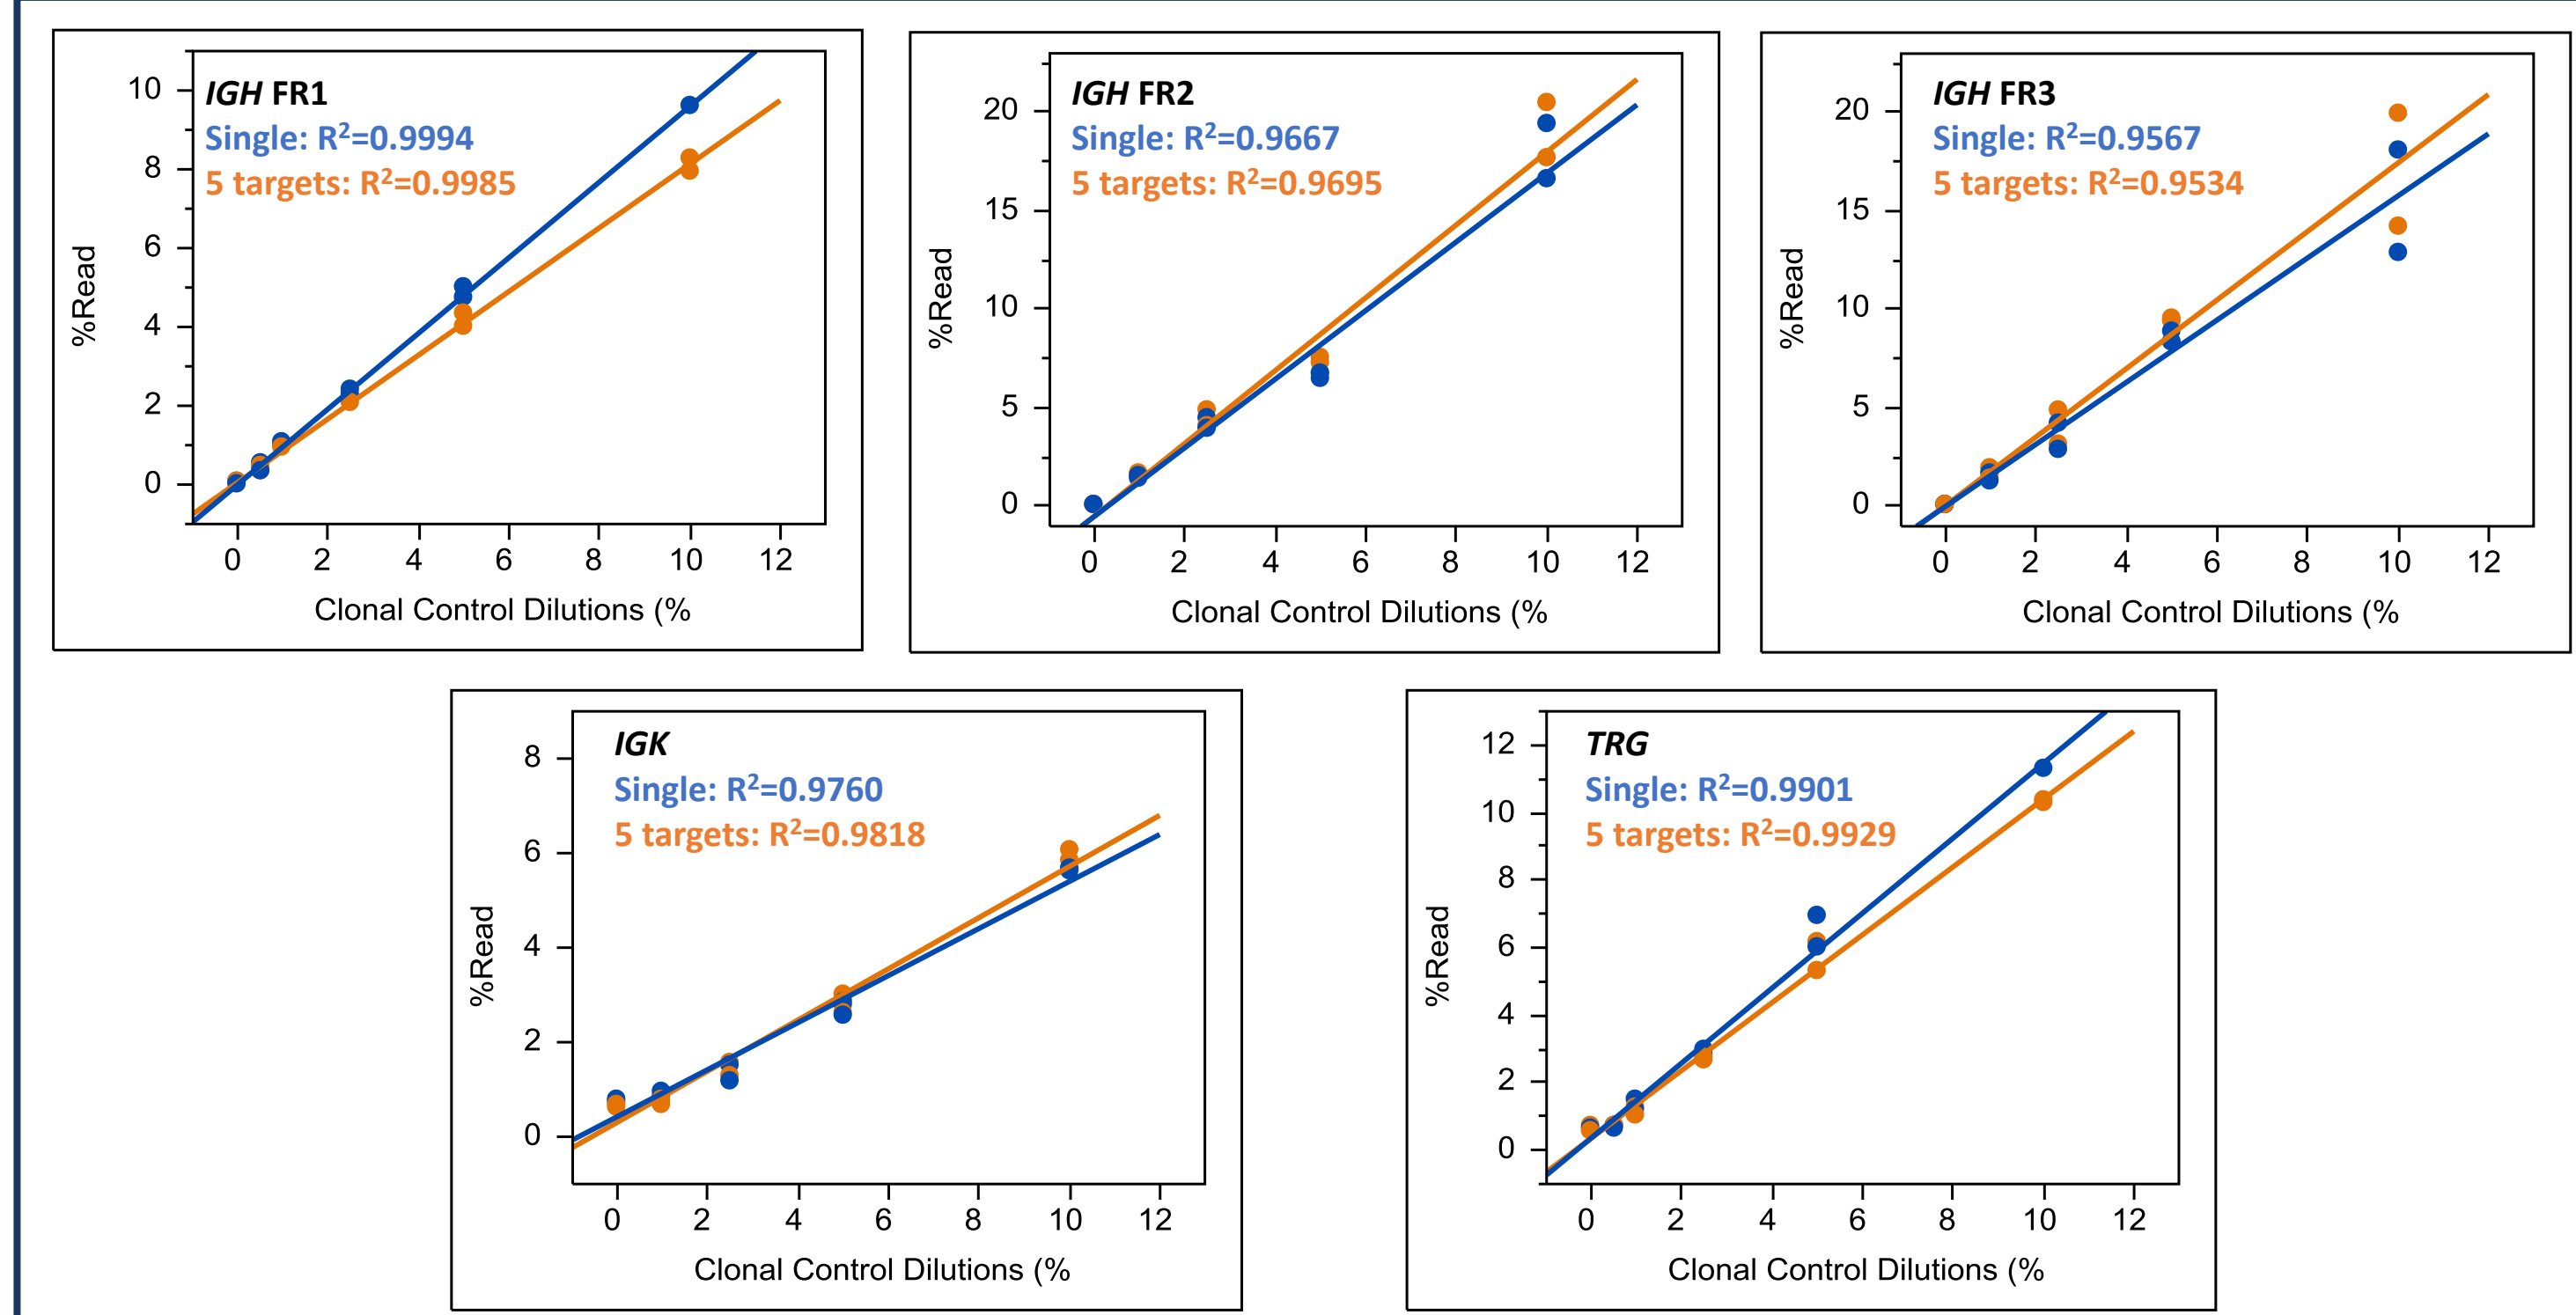 IGH FR1
Single: R²=0.9994
5 targets: R²=0.9985
10
8
6
4
2
0
%Read
0 2 4 6 8 10 12
Clonal Control Dilutions (%
IGH FR2
Single: R²=0.9667
5 targets: R²=0.9695
20
15
10
5
0
%Read
0 2 4 6 8 10 12
Clonal Control Dilutions (%
IGH FR3
Single: R²=0.9567
5 targets: R²=0.9534
20
15
10
5
0
%Read
0 2 4 6 8 10 12
Clonal Control Dilutions (%
IGK
Single: R²=0.9760
5 targets: R²=0.9818
8
6
4
2
0
%Read
0 2 4 6 8 10 12
Clonal Control Dilutions (%
TRG
Single: R²=0.9901
5 targets: R²=0.9929
12
10
8
6
4
2
0
%Read
0 2 4 6 8 10 12
Clonal Control Dilutions (%